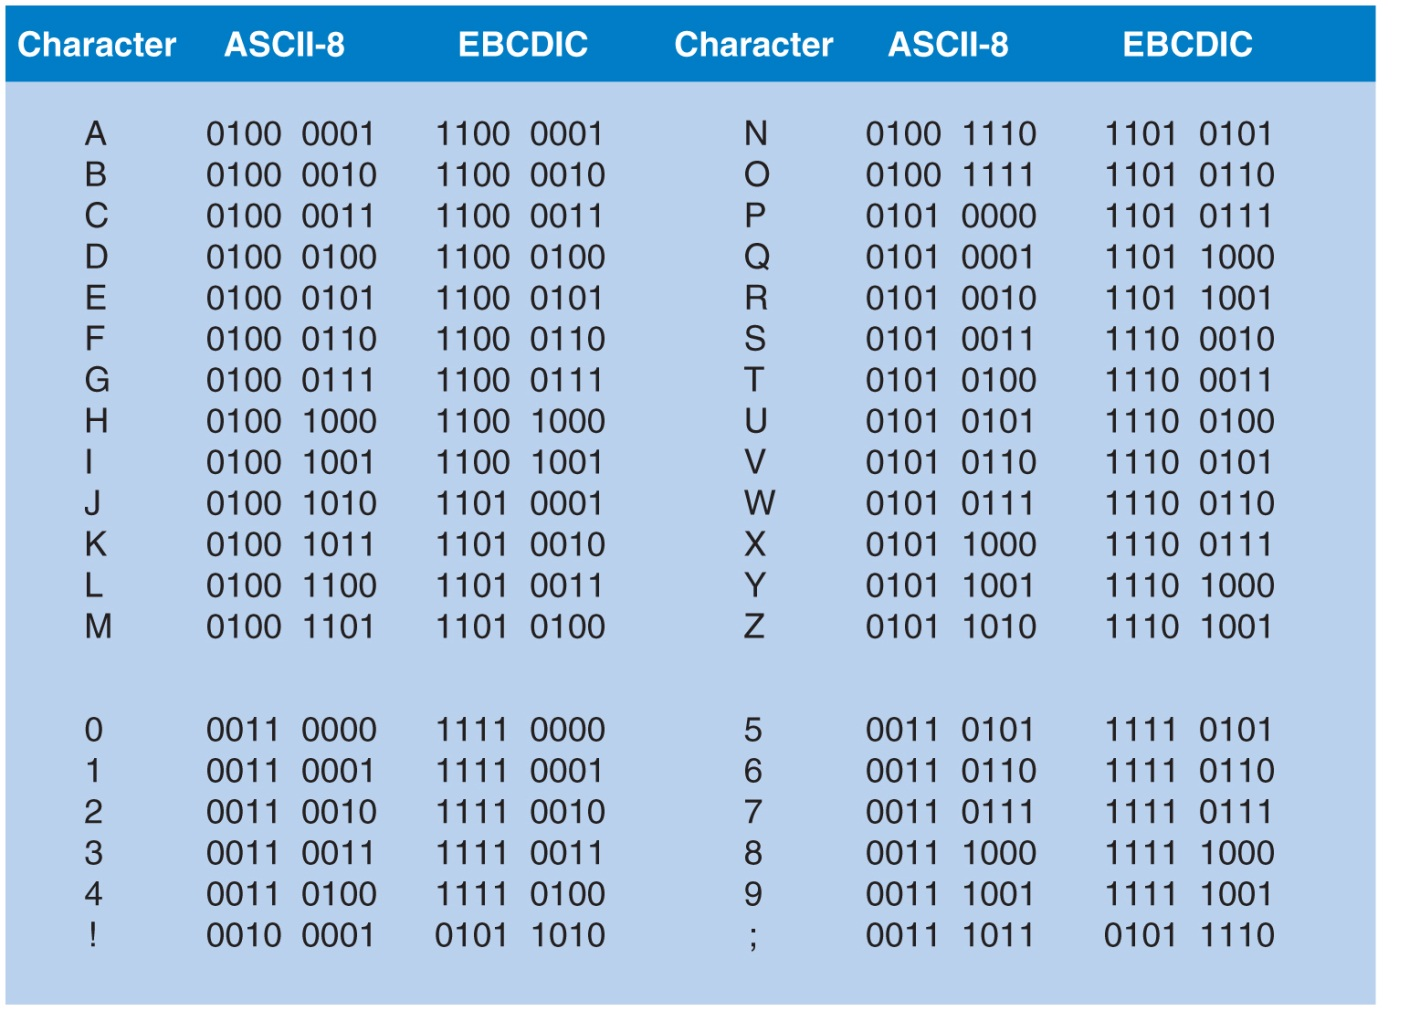 Character ASCII-8 EBCDIC Character ASCII-8 EBCDIC
A 0100 0001 1100 0001 N 0100 1110 1101 0101
B 0100 0010 1100 0010 O 0100 1111 1101 0110
C 0100 0011 1100 0011 P 0101 0000 1101 0111
D 0100 0100 1100 0100 Q 0101 0001 1101 1000
E 0100 0101 1100 0101 R 0101 0010 1101 1001
F 0100 0110 1100 0110 S 0101 0011 1110 0010
G 0100 0111 1100 0111 T 0101 0100 1110 0011
H 0100 1000 1100 1000 U 0101 0101 1110 0100
I 0100 1001 1100 1001 V 0101 0110 1110 0101
J 0100 1010 1101 0001 W 0101 0111 1110 0110
K 0100 1011 1101 0010 X 0101 1000 1110 0111
L 0100 1100 1101 0011 Y 0101 1001 1110 1000
M 0100 1101 1101 0100 Z 0101 1010 1110 1001
0 0011 0000 1111 0000 5 0011 0101 1111 0101
1 0011 0001 1111 0001 6 0011 0110 1111 0110
2 0011 0010 1111 0010 7 0011 0111 1111 0111
3 0011 0011 1111 0011 8 0011 1000 1111 1000
4 0011 0100 1111 0100 9 0011 1001 1111 1001
! 0010 0001 0101 1010 ; 0011 1011 0101 1110